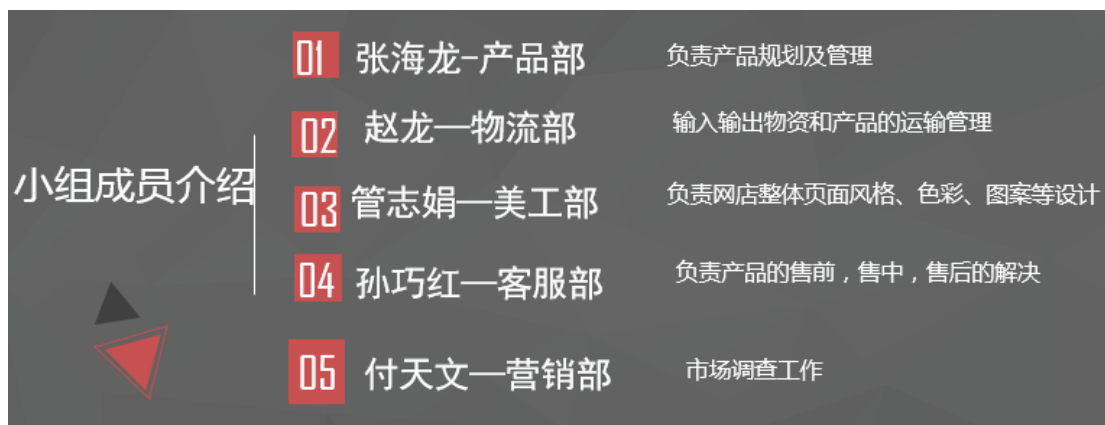 小组成员介绍
01 张海龙-产品部 负责产品规划及管理
02 赵龙—物流部 输入输出物资和产品的运输管理
03 管志娟—美工部 负责网店整体页面风格、色彩、图案等设计
04 孙巧红—客服部 负责产品的售前，售中，售后的解决
05 付天文—营销部 市场调查工作